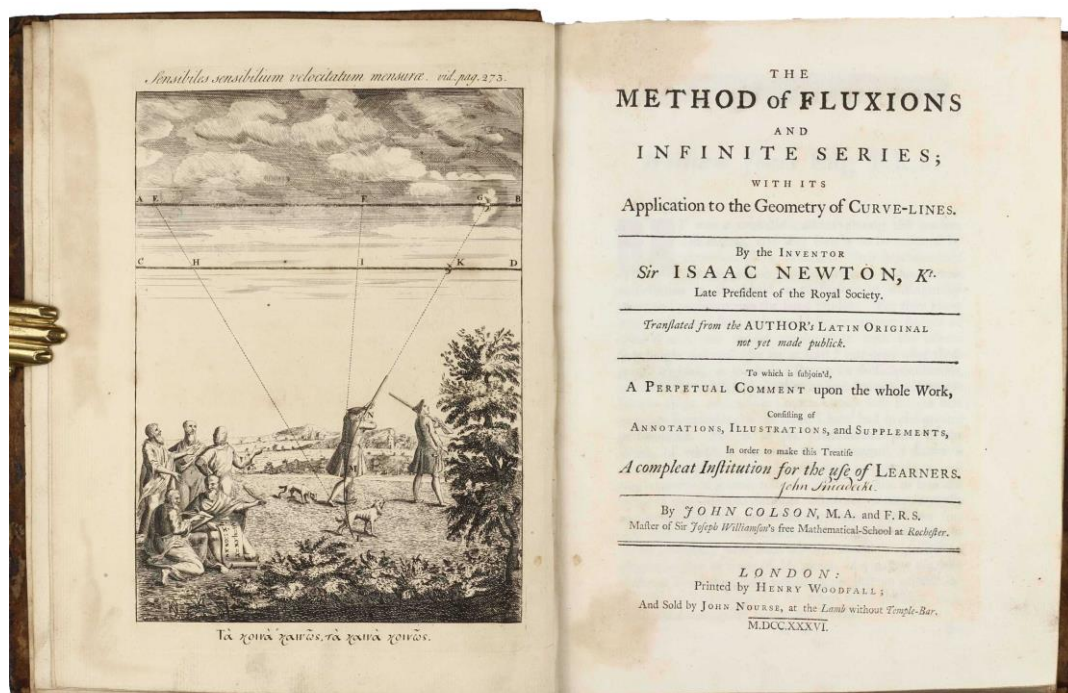 Sensibiles sensibilium velocitatum mensuræ. vid. pag. 273.
A E F G B
C H I K D
Τὰ κοινὰ καινῶς, τὰ καινὰ κοινῶς.
THE
METHOD of FLUXIONS
AND
INFINITE SERIES;
WITH ITS
Application to the Geometry of CURVE-LINES.
By the INVENTOR
Sir ISAAC NEWTON, Kt.
Late Preſident of the Royal Society.
Tranſlated from the AUTHOR's LATIN ORIGINAL
not yet made publick.
To which is ſubjoin'd,
A PERPETUAL COMMENT upon the whole Work,
Conſiſting of
ANNOTATIONS, ILLUSTRATIONS, and SUPPLEMENTS,
In order to make this Treatiſe
A compleat Inſtitution for the uſe of LEARNERS.
John
By JOHN COLSON, M.A. and F.R.S.
Maſter of Sir Joſeph Williamſon's free Mathematical-School at Rocheſter.
LONDON:
Printed by HENRY WOODFALL;
And Sold by JOHN NOURSE, at the Lamb without Temple-Bar.
M.DCC.XXXVI.